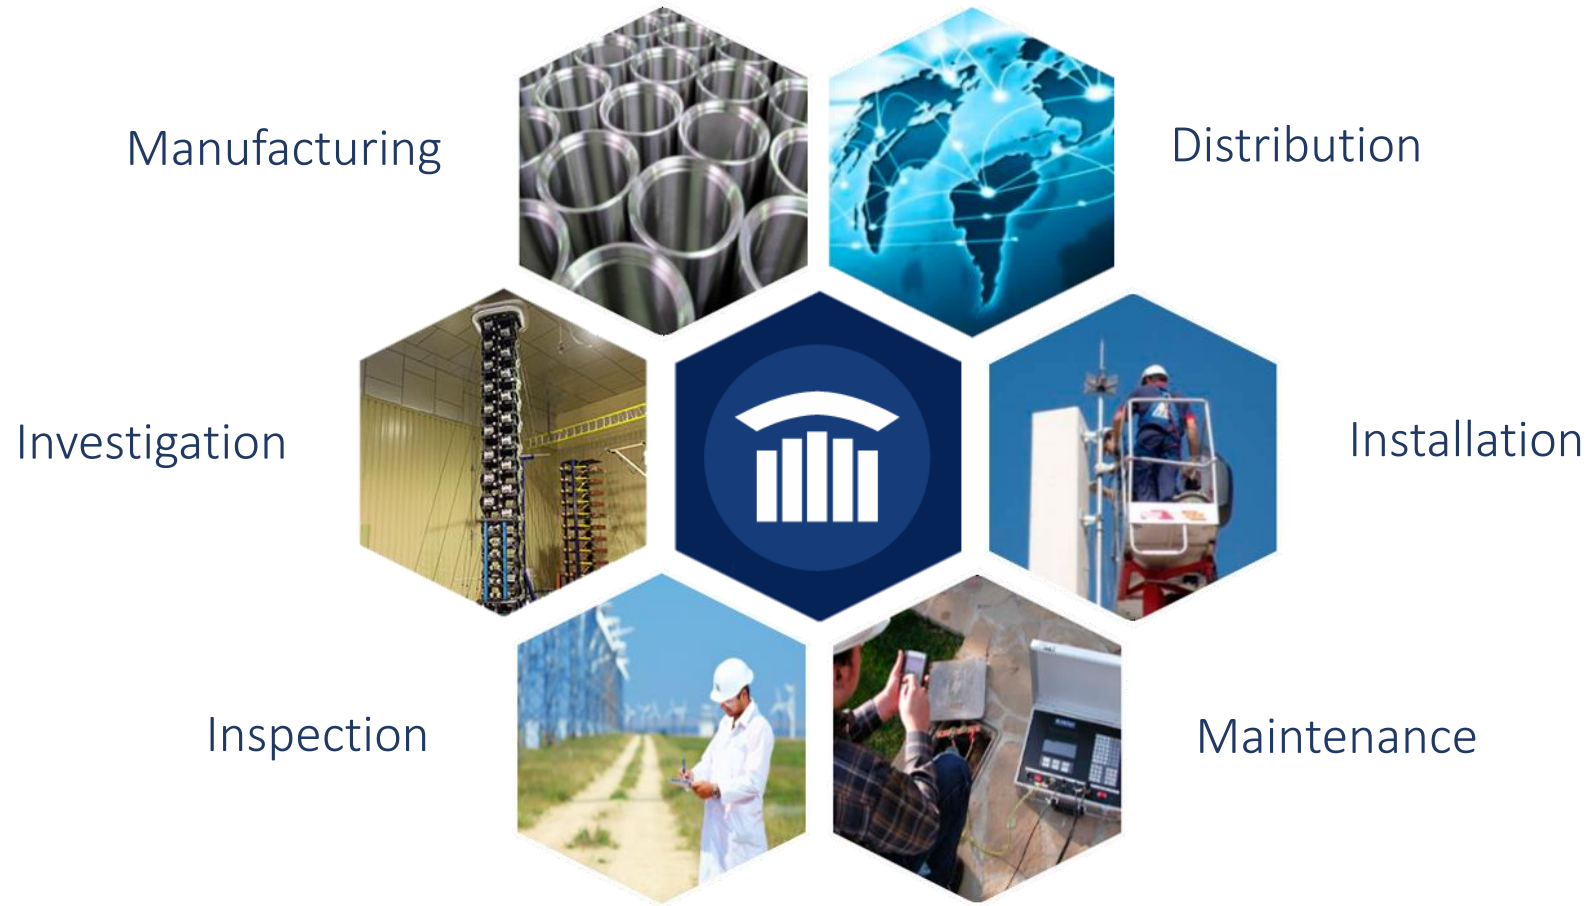 Manufacturing
Distribution
Investigation
Installation
Inspection
Maintenance